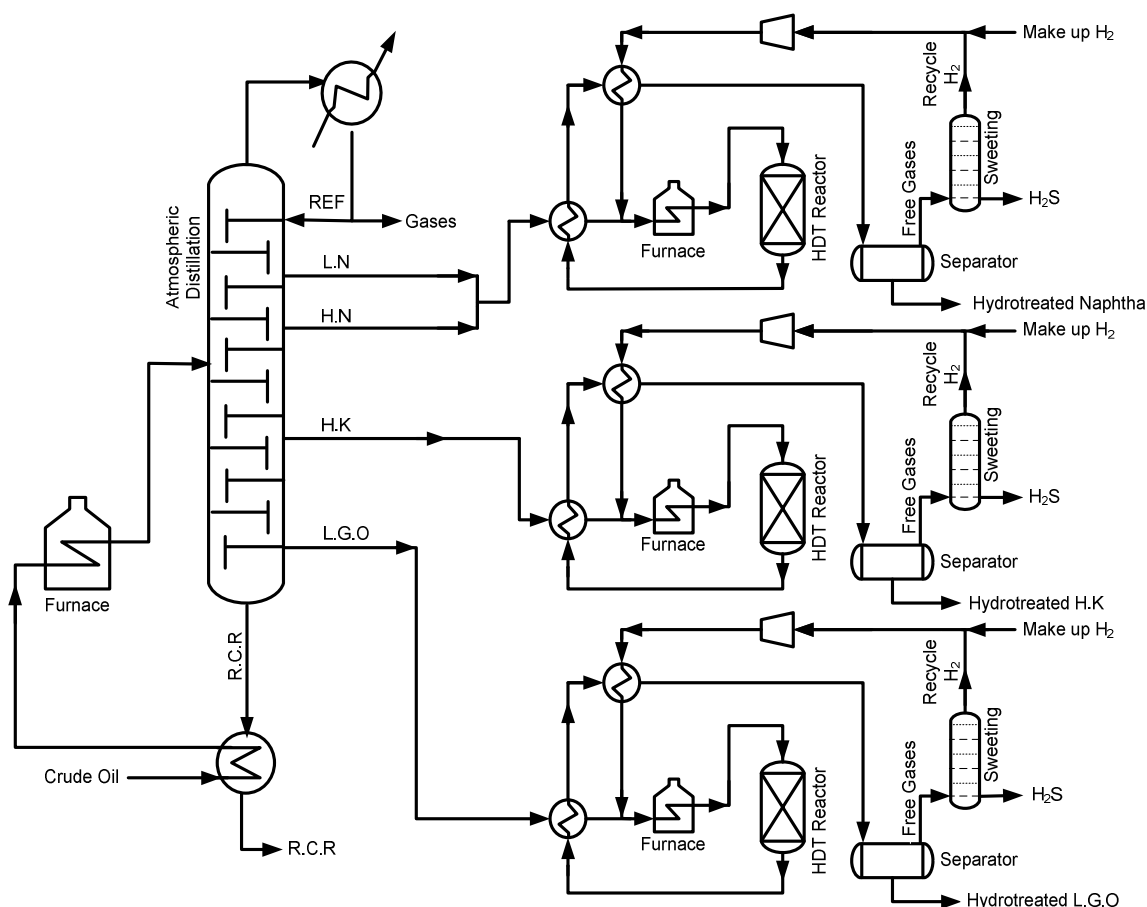 REF
Gases
Atmospheric
Distillation
L.N
H.N
H.K
L.G.O
Furnace
R.C.R
Crude Oil
R.C.R
Make up H₂
Recycle
H₂
Sweeting
Free Gases
H₂S
HDT Reactor
Furnace
Separator
Hydrotreated Naphtha
Make up H₂
Recycle
H₂
Sweeting
Free Gases
H₂S
HDT Reactor
Furnace
Separator
Hydrotreated H.K
Make up H₂
Recycle
H₂
Sweeting
Free Gases
H₂S
HDT Reactor
Furnace
Separator
Hydrotreated L.G.O